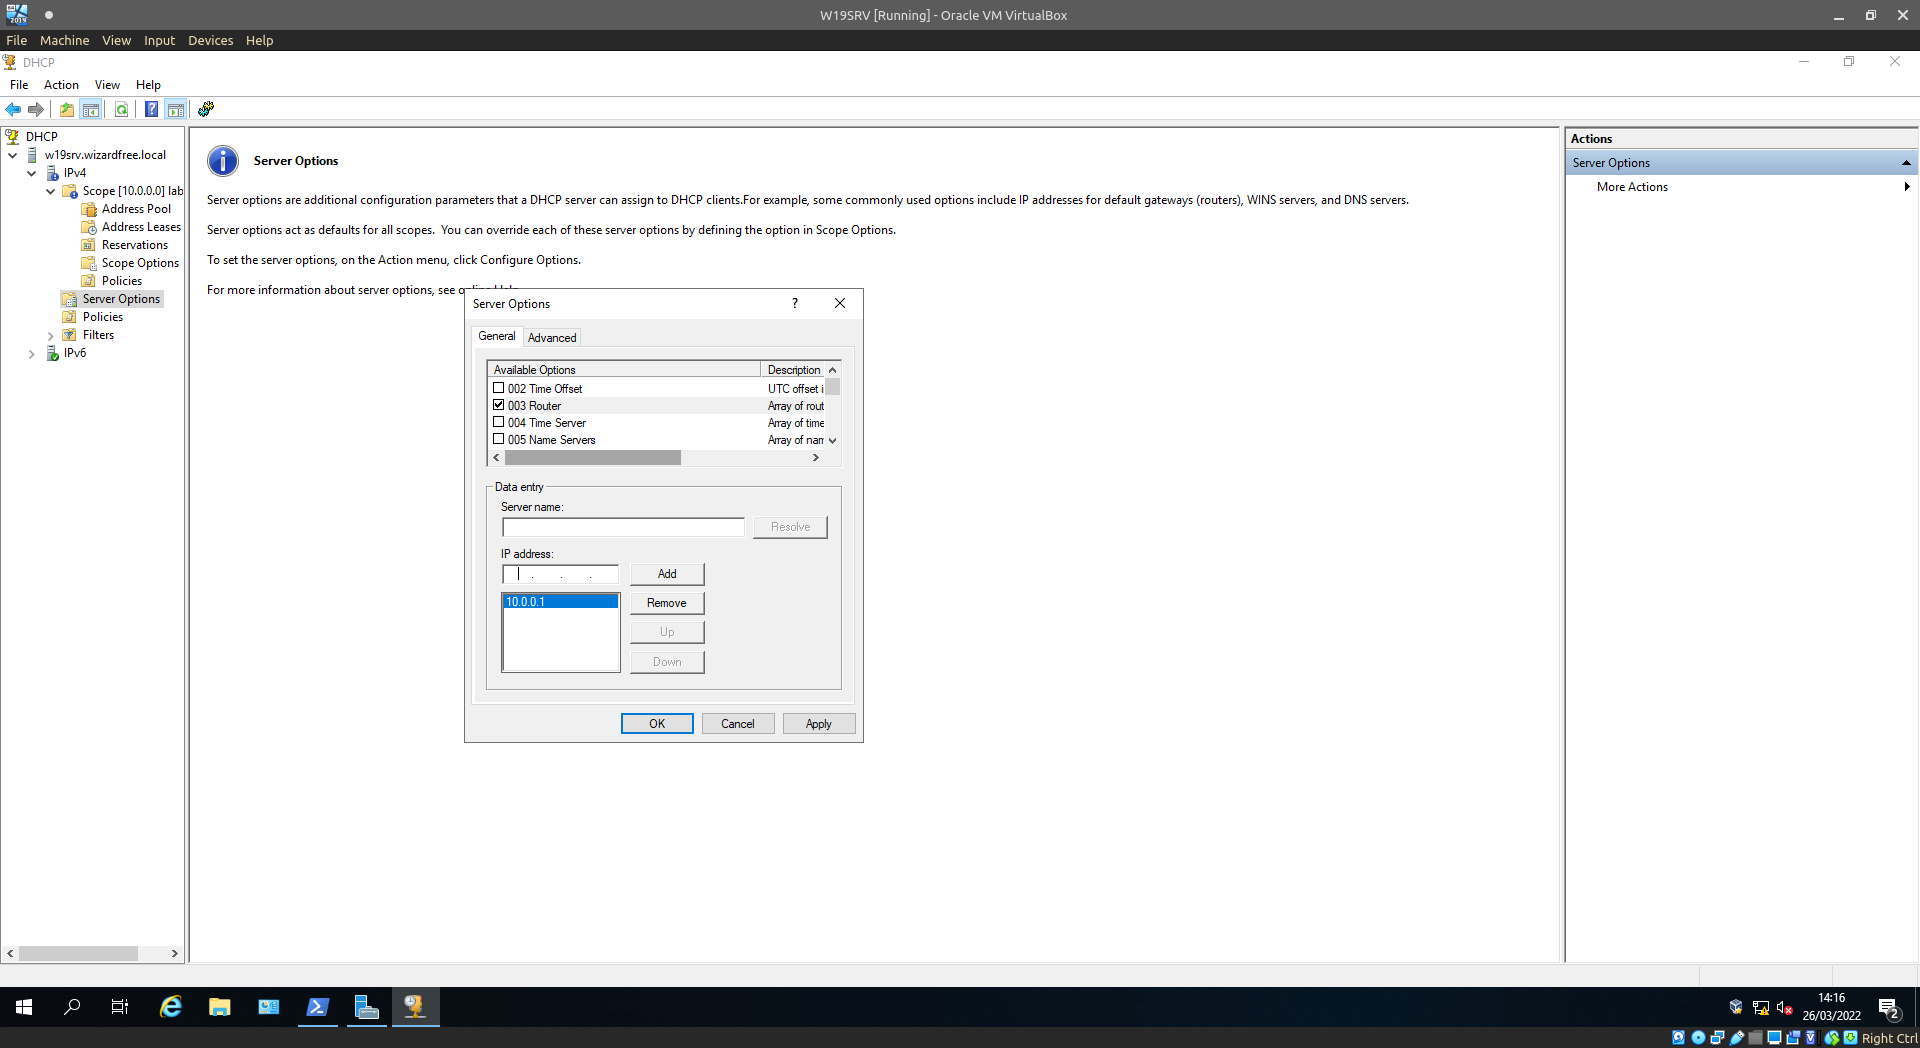 W19SRV [Running] - Oracle VM VirtualBox
File Machine View Input Devices Help
DHCP
File Action View Help
DHCP
w19srv.wizardfree.local
IPv4
Scope [10.0.0.0] lab
Address Pool
Address Leases
Reservations
Scope Options
Policies
Server Options
Policies
Filters
IPv6
Server Options
Server options are additional configuration parameters that a DHCP server can assign to DHCP clients.For example, some commonly used options include IP addresses for default gateways (routers), WINS servers, and DNS servers.
Server options act as defaults for all scopes. You can override each of these server options by defining the option in Scope Options.
To set the server options, on the Action menu, click Configure Options.
For more information about server options, see online Help.
Server Options ?
General Advanced
Available Options Description
002 Time Offset UTC offset i
003 Router Array of rout
004 Time Server Array of time
005 Name Servers Array of nam
Data entry
Server name:
Resolve
IP address:
. . . Add
10.0.0.1 Remove
Up
Down
OK Cancel Apply
Actions
Server Options
More Actions
2019
14:16
26/03/2022
2
Right Ctrl